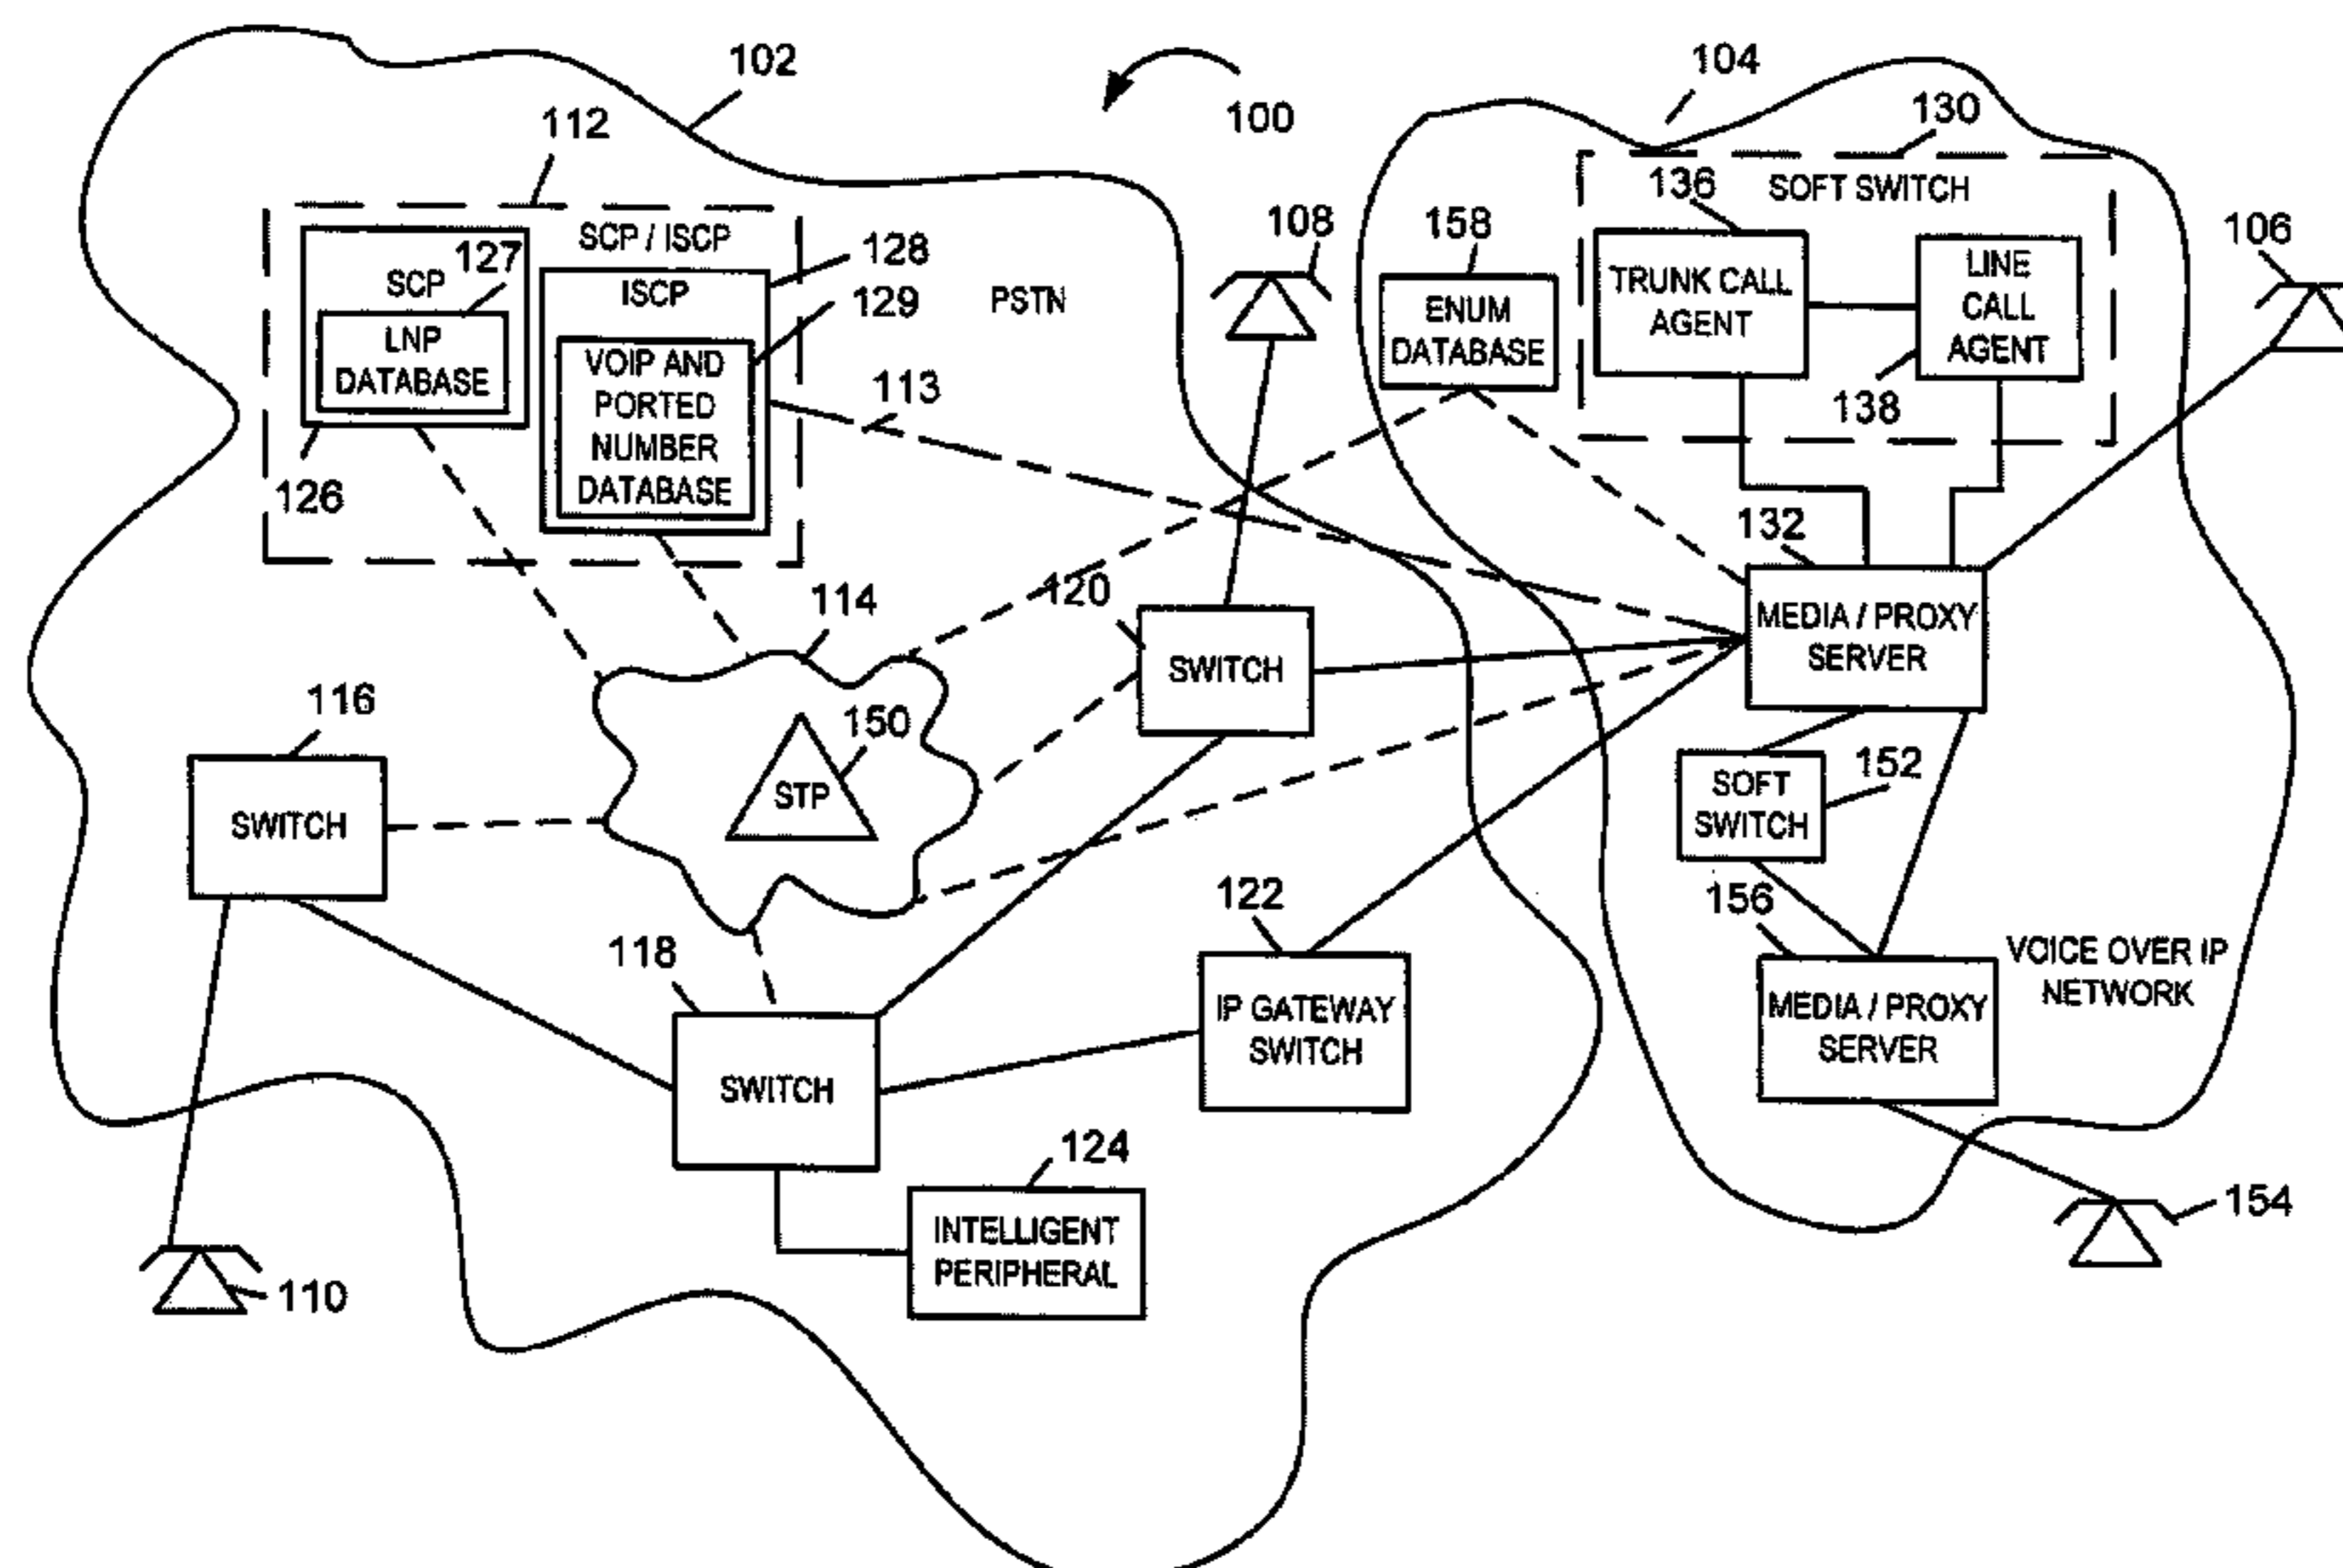 102
104
100
130
112
136
SOFT SWITCH
108
158
106
SCP / ISCP
127
128
SCP
ISCP
129
PSTN
TRUNK CALL
AGENT
LINE
CALL
AGENT
ENUM
DATABASE
LNP
DATABASE
VOIP AND
PORTED
NUMBER
DATABASE
113
138
126
132
120
114
MEDIA / PROXY
SERVER
SWITCH
116
150
STP
SOFT
SWITCH
152
SWITCH
122
156
118
VOICE OVER IP
NETWORK
IP GATEWAY
SWITCH
MEDIA / PROXY
SERVER
SWITCH
124
154
INTELLIGENT
PERIPHERAL
110